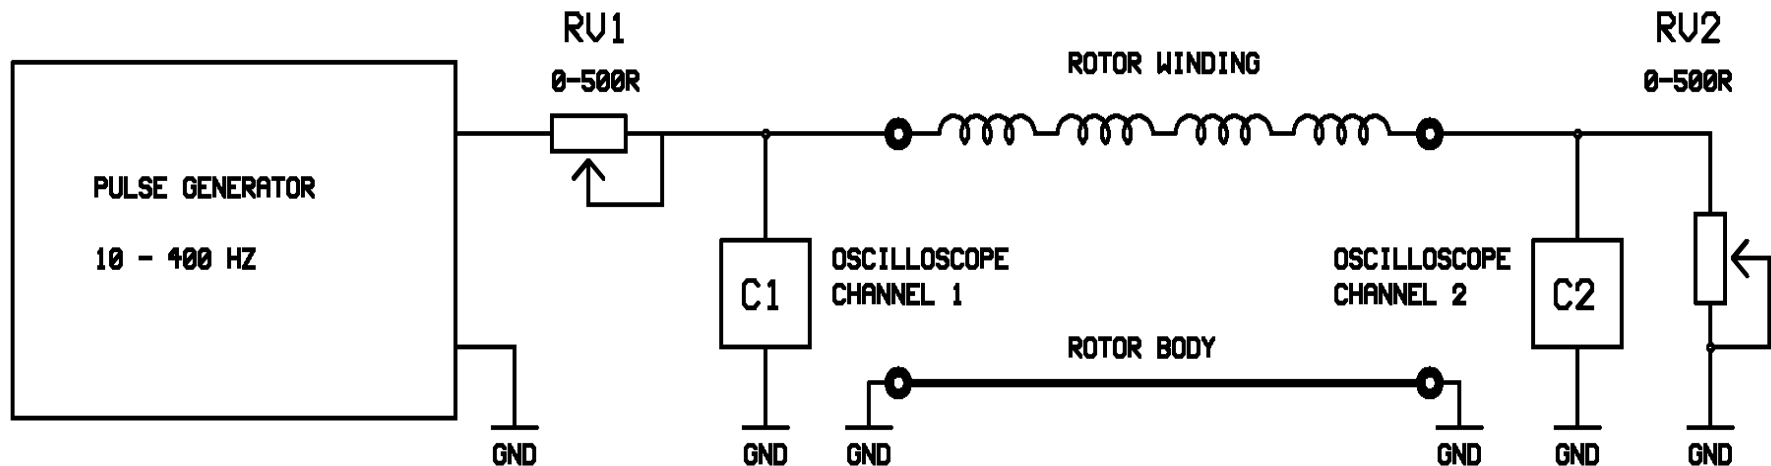 RV1
0-500R
ROTOR WINDING
RV2
0-500R
PULSE GENERATOR
10 - 400 HZ
C1
OSCILLOSCOPE
CHANNEL 1
OSCILLOSCOPE
CHANNEL 2
C2
ROTOR BODY
GND
GND
GND
GND
GND
GND